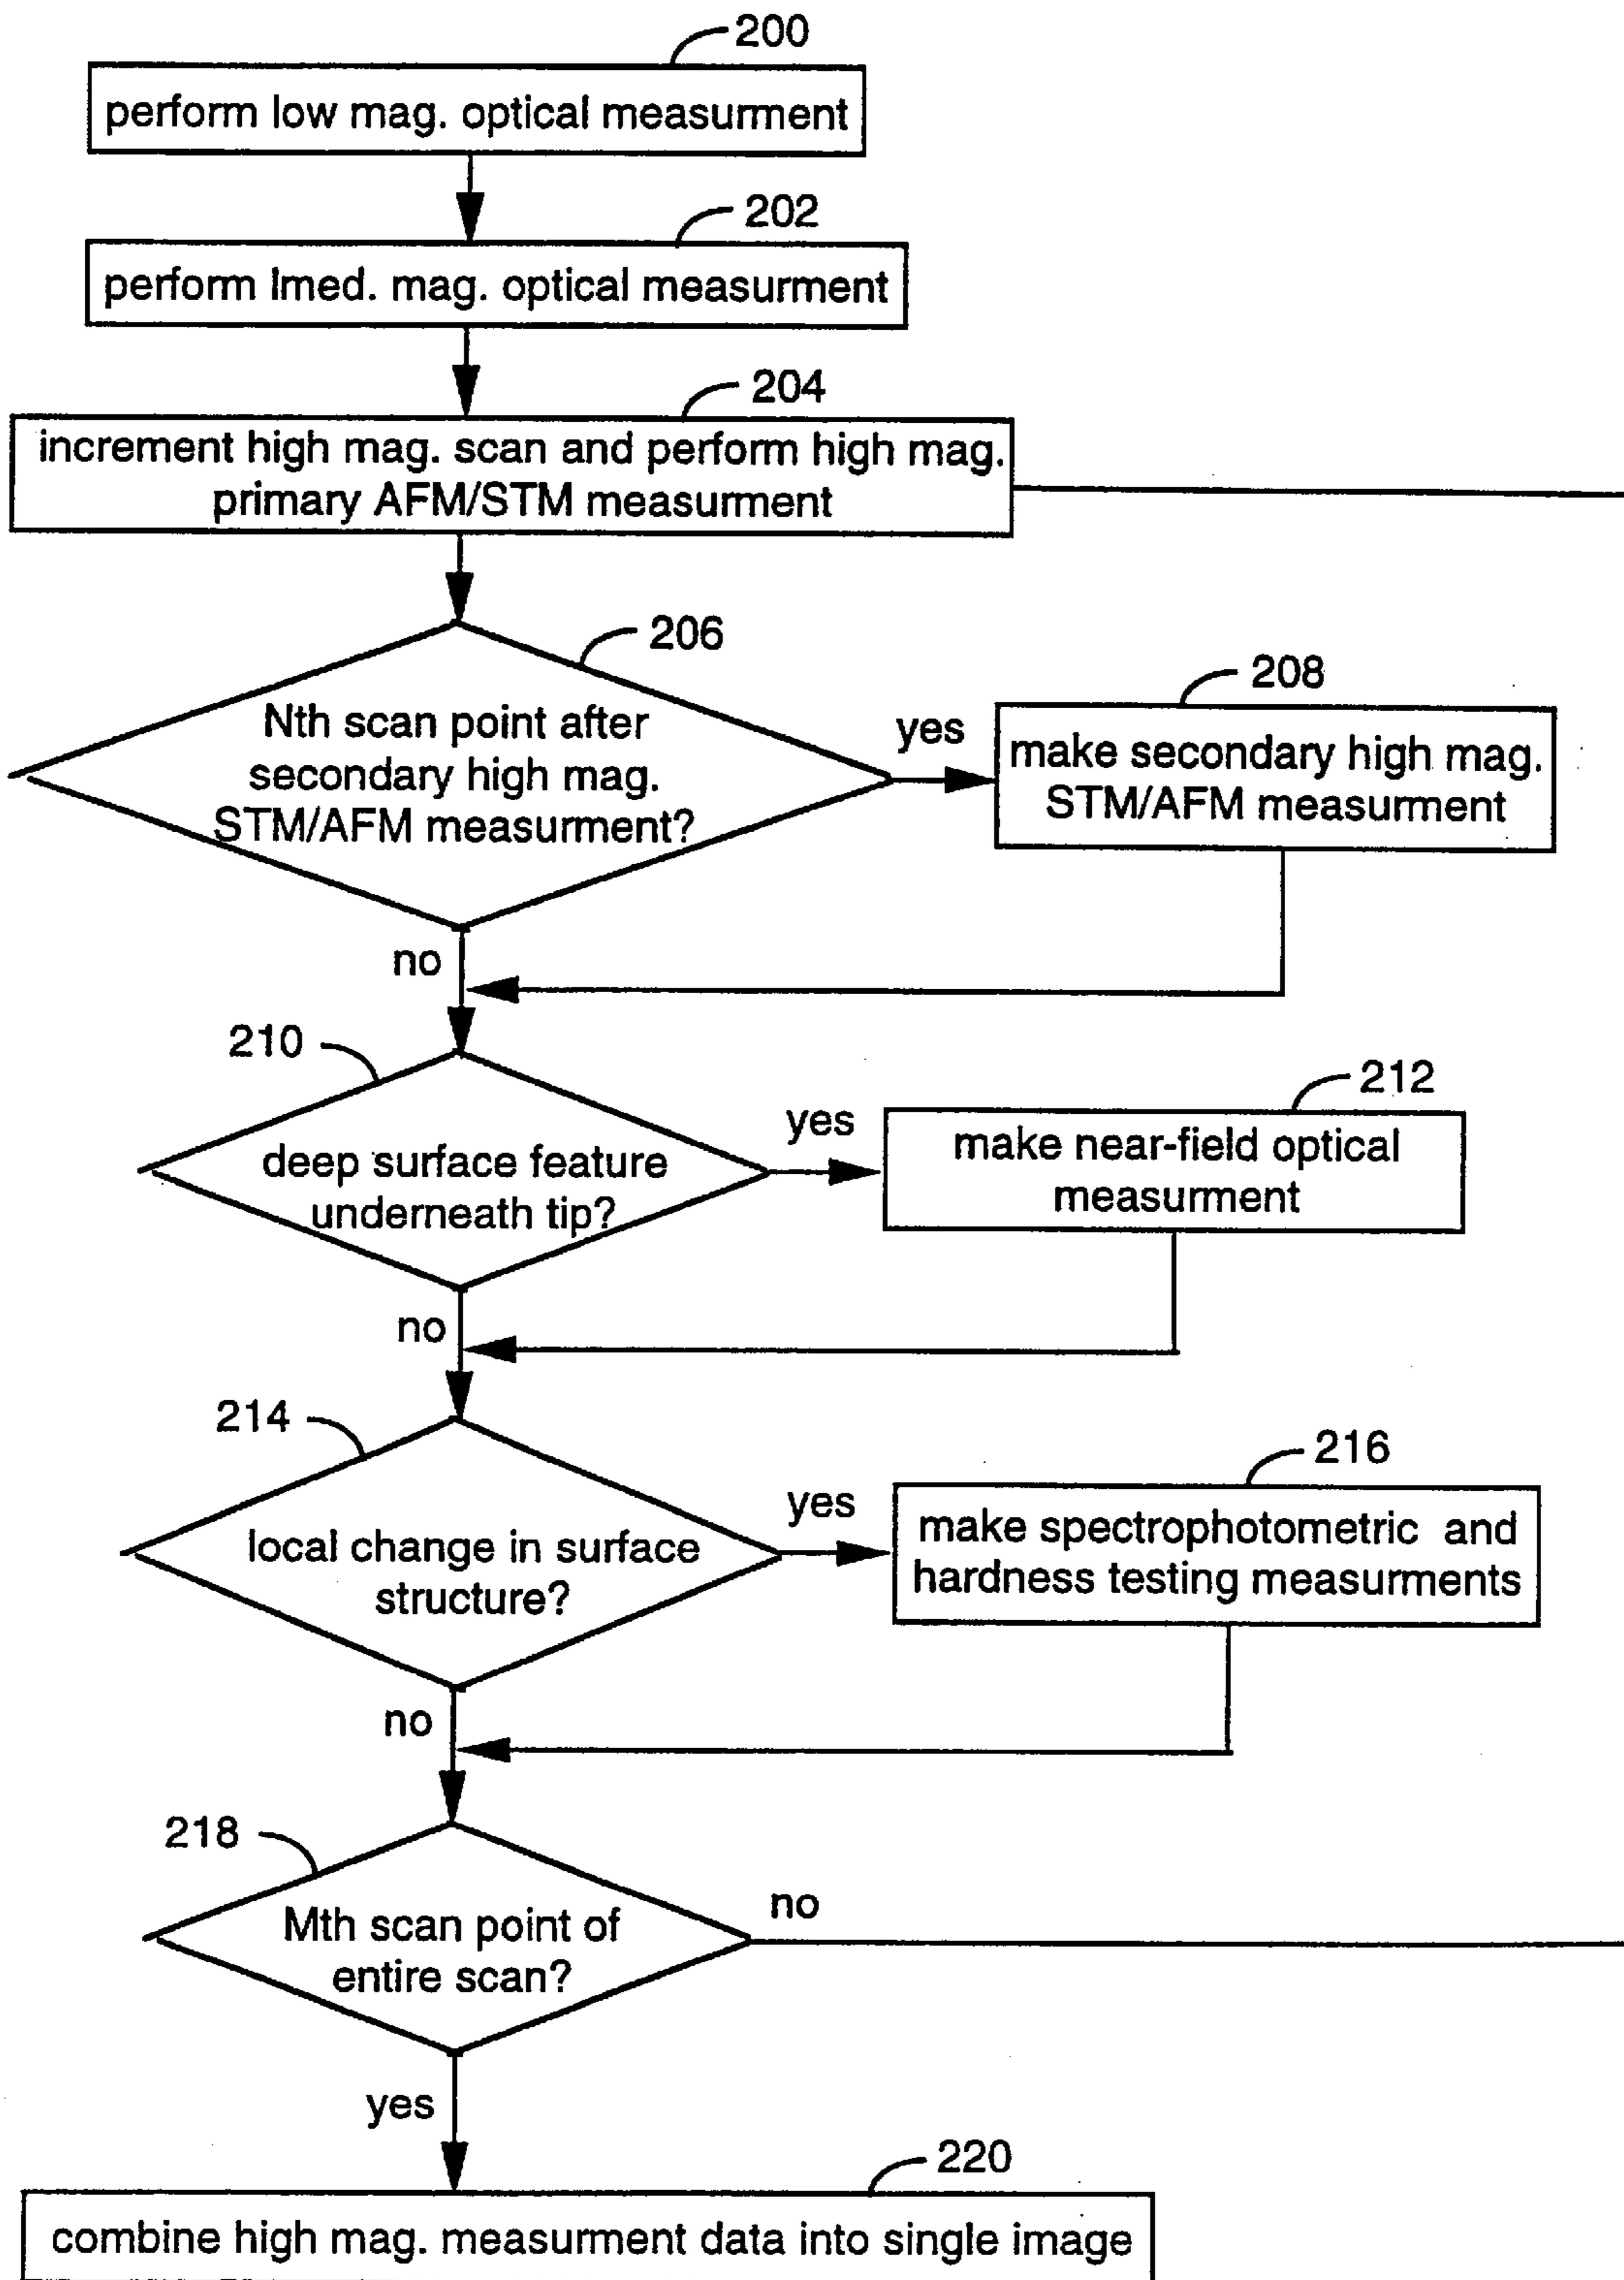 200
perform low mag. optical measurment
202
perform Imed. mag. optical measurment
204
increment high mag. scan and perform high mag.
primary AFM/STM measurment
206
Nth scan point after
secondary high mag.
STM/AFM measurment?
yes
208
make secondary high mag.
STM/AFM measurment
no
210
deep surface feature
underneath tip?
yes
212
make near-field optical
measurment
no
214
local change in surface
structure?
yes
216
make spectrophotometric and
hardness testing measurments
no
218
Mth scan point of
entire scan?
no
yes
220
combine high mag. measurment data into single image